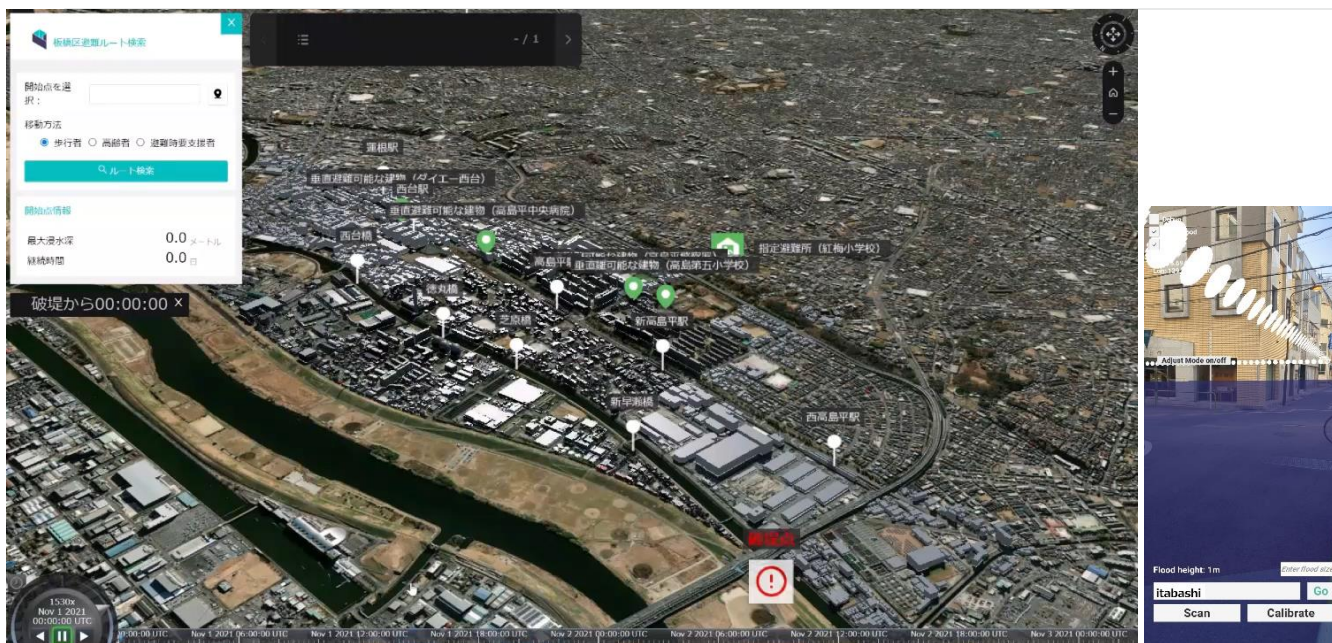 板橋区避難ルート検索
×
開始点を選
択：
移動方法
歩行者
高齢者
避難時要支援者
ルート検索
開始点情報
最大浸水深 0.0 メートル
継続時間 0.0 日
破堤から00:00:00 ×
- / 1
蓮根駅
垂直避難可能な建物（ダイエー西台）
西台駅
垂直避難可能な建物（高島平中央病院）
西台橋
指定避難所（紅梅小学校）
垂直避難可能な建物（高島第五小学校）
徳丸橋
芝原橋
新高島平駅
新早瀬橋
西高島平駅
破堤点
1530x
Nov 1 2021
00:00:00 UTC
Nov 1 2021 06:00:00 UTC
Nov 1 2021 12:00:00 UTC
Nov 1 2021 18:00:00 UTC
Nov 2 2021 00:00:00 UTC
Nov 2 2021 06:00:00 UTC
Nov 2 2021 12:00:00 UTC
Nov 2 2021 18:00:00 UTC
Nov 3 2021 00:00:00 UTC
Adjust Mode on/off
Flood height: 1m
Enter flood size
itabashi
Go
Scan
Calibrate